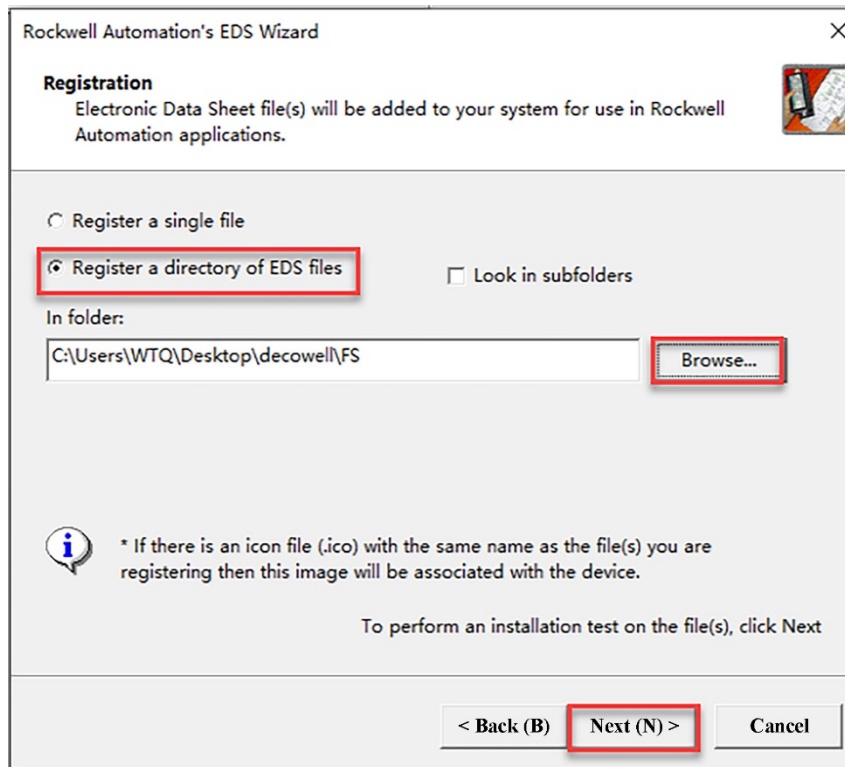 Rockwell Automation's EDS Wizard
Registration
Electronic Data Sheet file(s) will be added to your system for use in Rockwell
Automation applications.
Register a single file
Register a directory of EDS files
Look in subfolders
In folder:
C:\Users\WTQ\Desktop\decowell\FS
Browse...
* If there is an icon file (.ico) with the same name as the file(s) you are
registering then this image will be associated with the device.
To perform an installation test on the file(s), click Next
< Back (B)
Next (N) >
Cancel